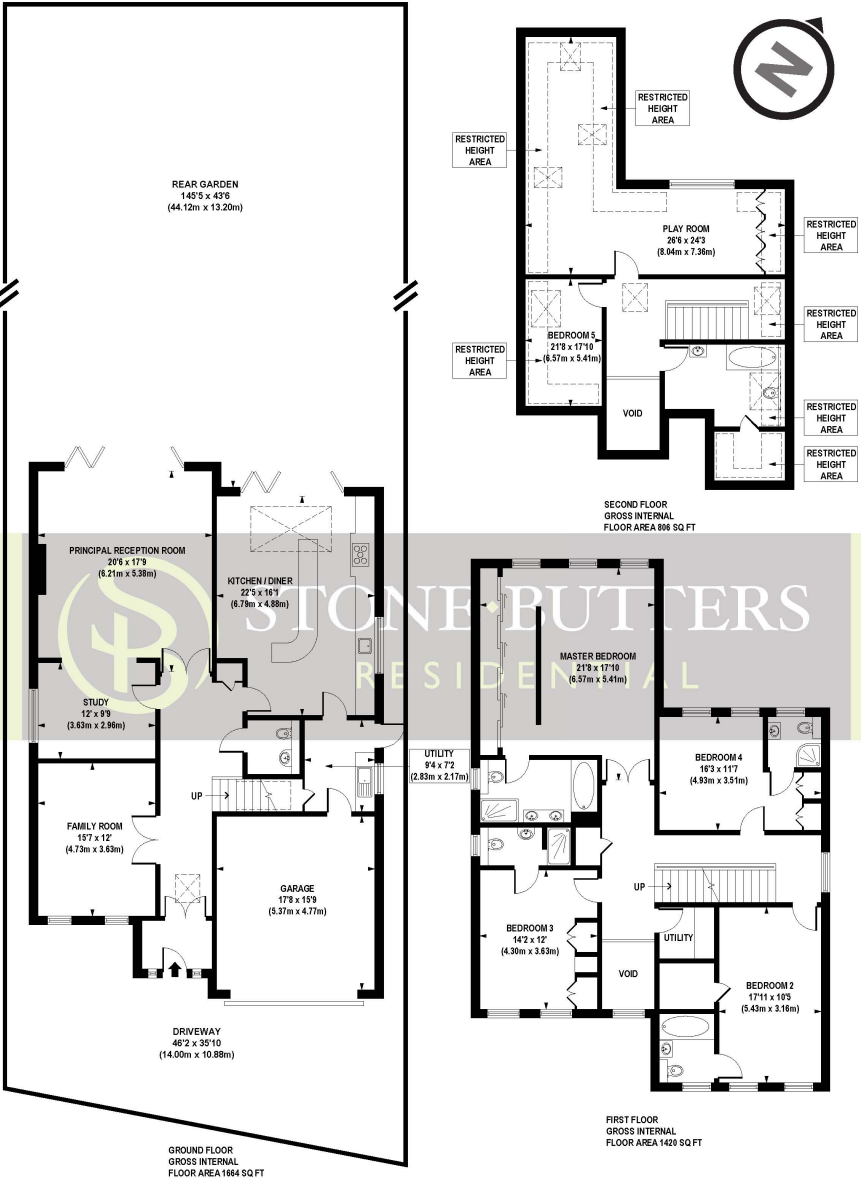 REAR GARDEN
145'5 x 43'6
(44.12m x 13.20m)
N
RESTRICTED
HEIGHT
AREA
RESTRICTED
HEIGHT
AREA
PLAY ROOM
26'6 x 24'3
(8.04m x 7.36m)
RESTRICTED
HEIGHT
AREA
RESTRICTED
HEIGHT
AREA
BEDROOM 5
21'8 x 17'10
(6.57m x 5.41m)
RESTRICTED
HEIGHT
AREA
VOID
RESTRICTED
HEIGHT
AREA
RESTRICTED
HEIGHT
AREA
SECOND FLOOR
GROSS INTERNAL
FLOOR AREA 806 SQ FT
PRINCIPAL RECEPTION ROOM
20'6 x 17'9
(6.21m x 5.38m)
KITCHEN / DINER
22'5 x 16'1
(6.79m x 4.88m)
STONE·BUTTERS
RESIDENTIAL
STUDY
12' x 9'9
(3.63m x 2.96m)
UTILITY
9'4 x 7'2
(2.83m x 2.17m)
UP
FAMILY ROOM
15'7 x 12'
(4.73m x 3.63m)
GARAGE
17'8 x 15'9
(5.37m x 4.77m)
DRIVEWAY
46'2 x 35'10
(14.00m x 10.88m)
GROUND FLOOR
GROSS INTERNAL
FLOOR AREA 1664 SQ FT
MASTER BEDROOM
21'8 x 17'10
(6.57m x 5.41m)
BEDROOM 4
16'3 x 11'7
(4.93m x 3.51m)
UP
BEDROOM 3
14'2 x 12'
(4.30m x 3.63m)
UTILITY
VOID
BEDROOM 2
17'11 x 10'5
(5.43m x 3.16m)
FIRST FLOOR
GROSS INTERNAL
FLOOR AREA 1420 SQ FT